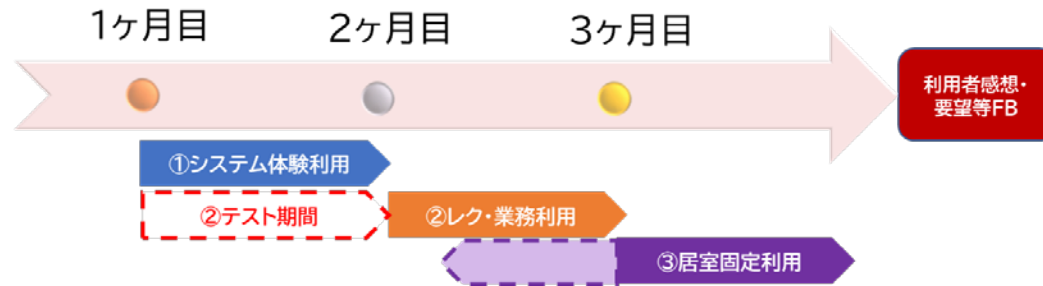 1ヶ月目
2ヶ月目
3ヶ月目
利用者感想・
要望等FB
①システム体験利用
②テスト期間
②レク・業務利用
③居室固定利用